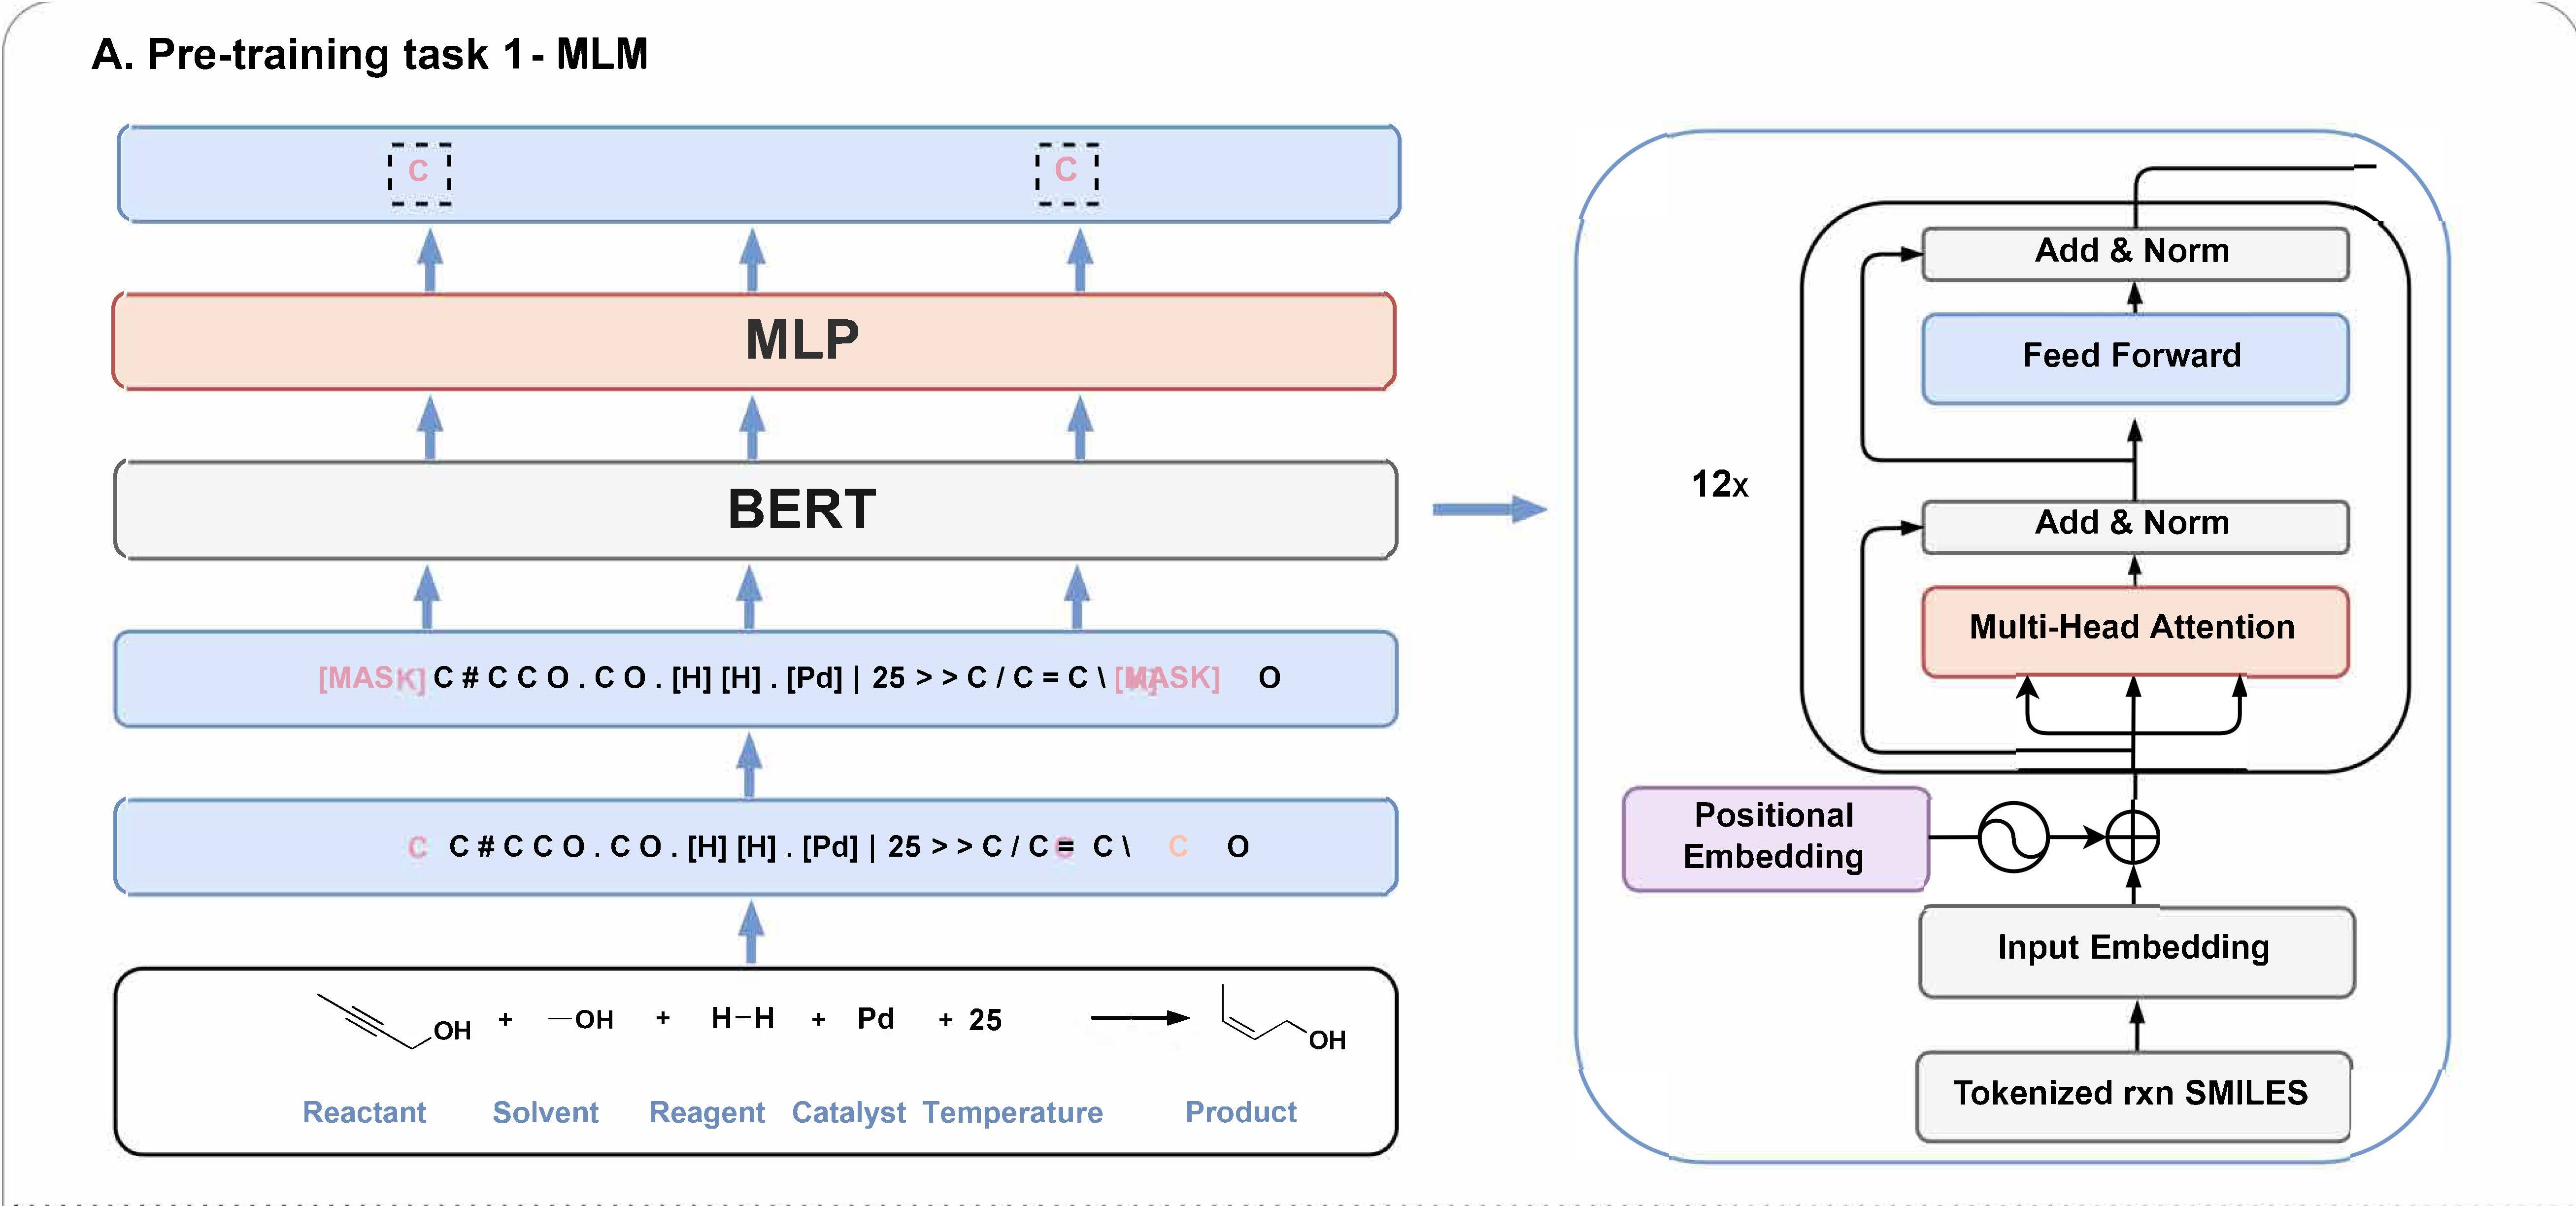 A. Pre-training task 1 - MLM
C C
MLP
BERT
[MASK] C # C C O . C O . [H] [H] . [Pd] | 25 > > C / C = C \ [MASK] O
C C # C C O . C O . [H] [H] . [Pd] | 25 > > C / C = C \ C O
OH + —OH + H–H + Pd + 25 OH
Reactant Solvent Reagent Catalyst Temperature Product
12x
Add & Norm
Feed Forward
Add & Norm
Multi-Head Attention
Positional
Embedding
Input Embedding
Tokenized rxn SMILES